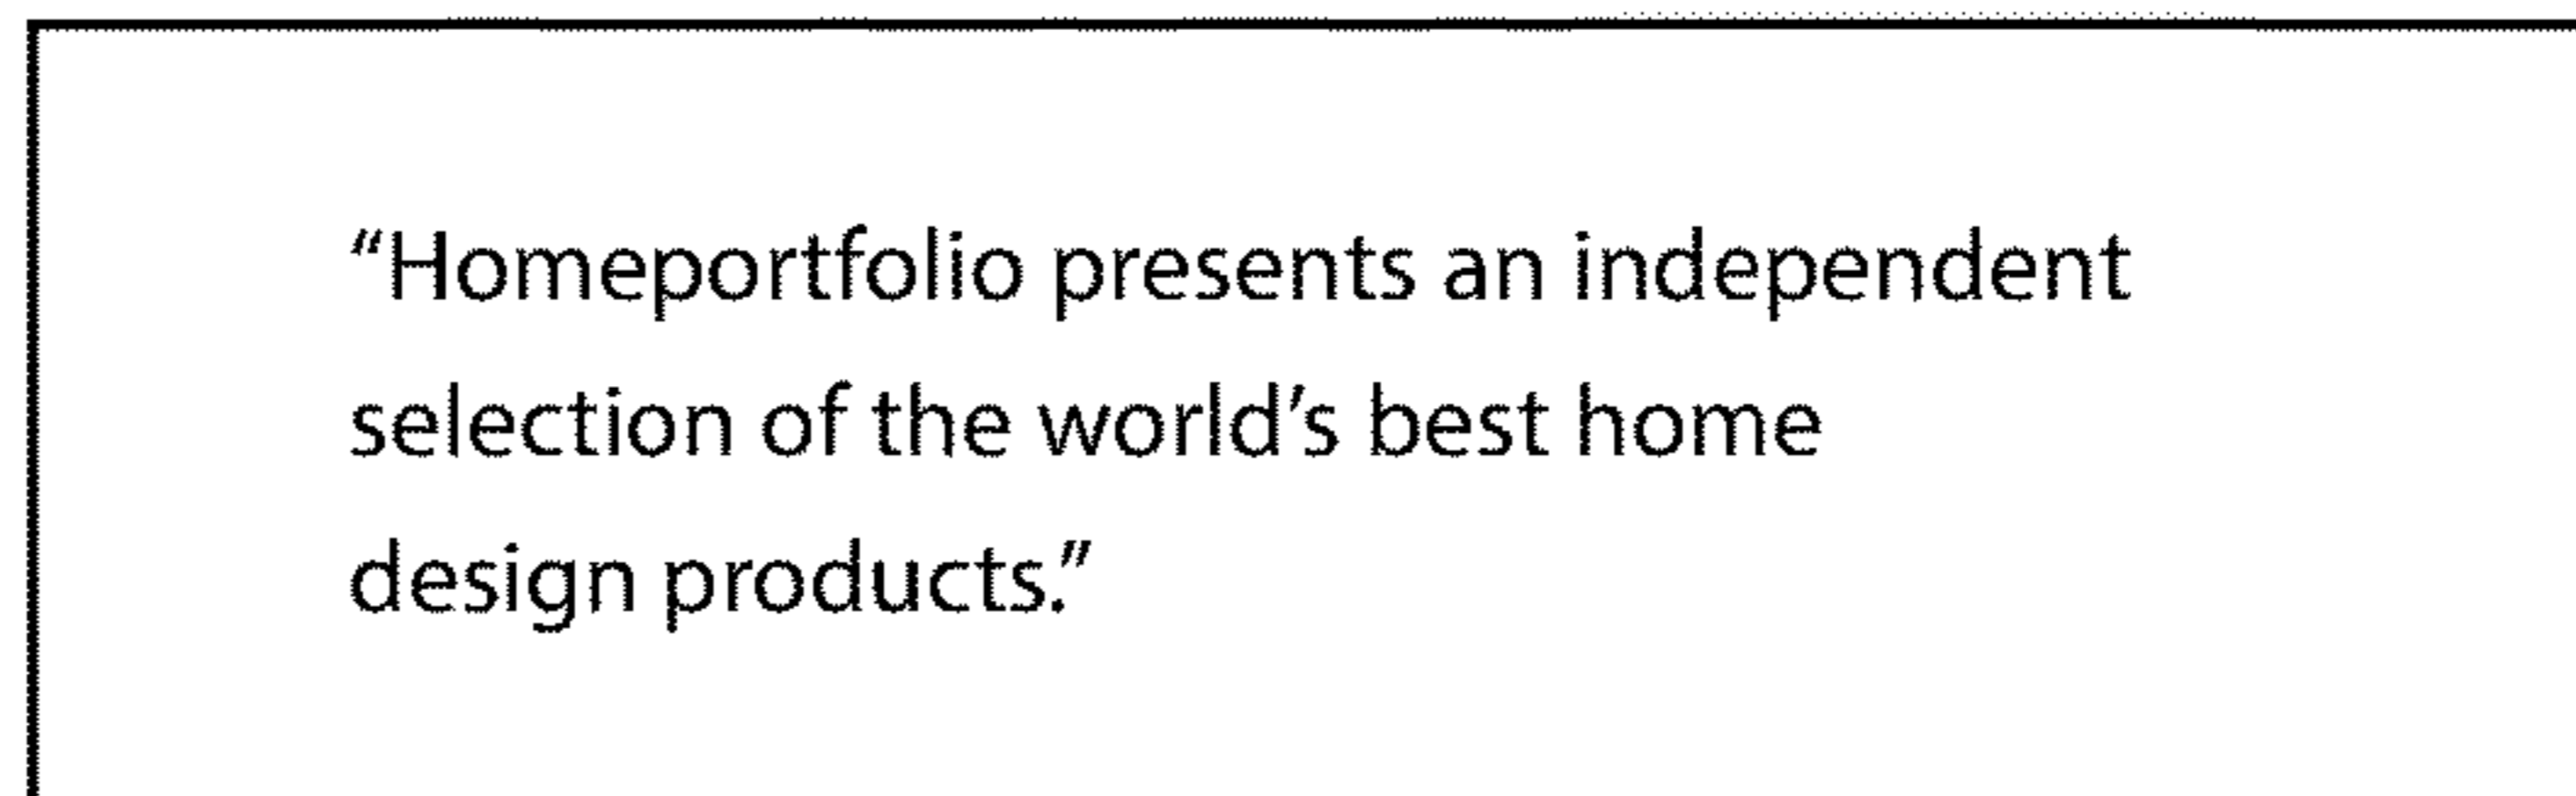 “Homeportfolio presents an independent
selection of the world’s best home
design products.”